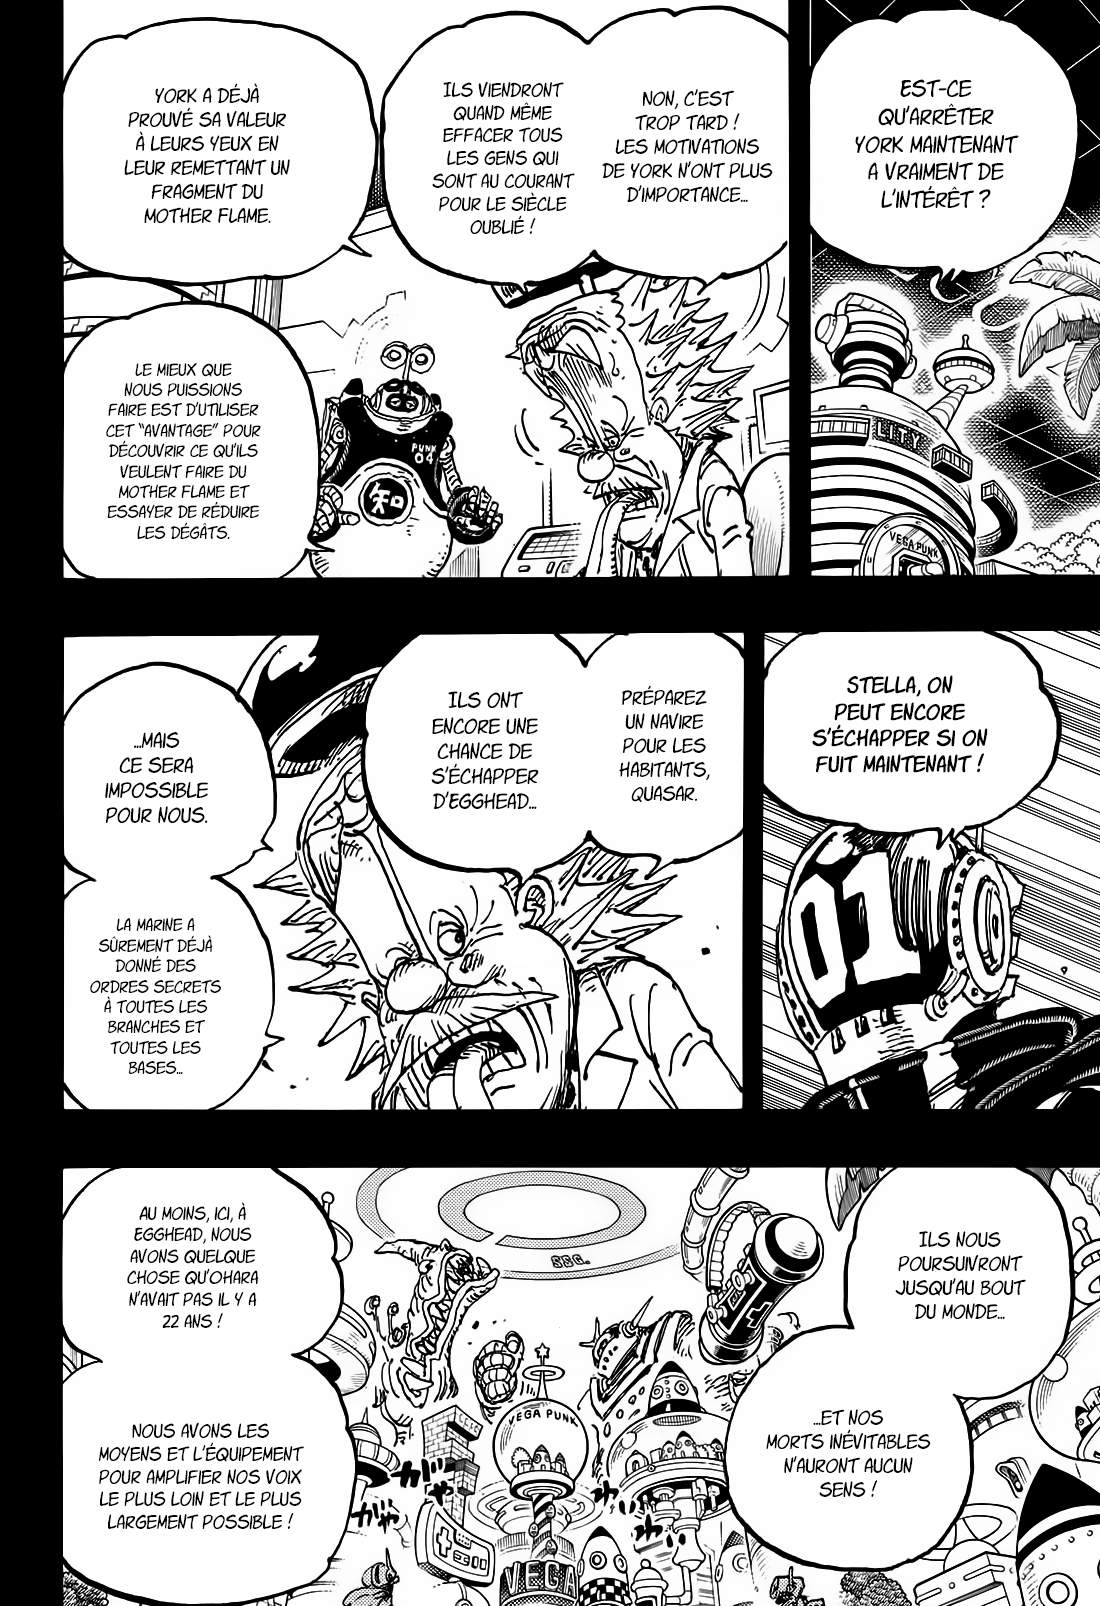 EST-CE
QU'ARRÊTER
YORK MAINTENANT
A VRAIMENT DE
L'INTÉRÊT ?
LITY
VEGA PUNK
NON, C'EST
TROP TARD !
LES MOTIVATIONS
DE YORK N'ONT PLUS
D'IMPORTANCE...
ILS VIENDRONT
QUAND MÊME
EFFACER TOUS
LES GENS QUI
SONT AU COURANT
POUR LE SIÈCLE
OUBLIÉ !
YORK A DÉJÀ
PROUVÉ SA VALEUR
À LEURS YEUX EN
LEUR REMETTANT UN
FRAGMENT DU
MOTHER FLAME.
LE MIEUX QUE
NOUS PUISSIONS
FAIRE EST D'UTILISER
CET “AVANTAGE” POUR
DÉCOUVRIR CE QU'ILS
VEULENT FAIRE DU
MOTHER FLAME ET
ESSAYER DE RÉDUIRE
LES DÉGÂTS.
PUNK
04
知
STELLA, ON
PEUT ENCORE
S'ÉCHAPPER SI ON
FUIT MAINTENANT !
01
PRÉPAREZ
UN NAVIRE
POUR LES
HABITANTS,
QUASAR.
ILS ONT
ENCORE UNE
CHANCE DE
S'ÉCHAPPER
D'EGGHEAD...
...MAIS
CE SERA
IMPOSSIBLE
POUR NOUS.
LA MARINE A
SÛREMENT DÉJÀ
DONNÉ DES
ORDRES SECRETS
À TOUTES LES
BRANCHES ET
TOUTES LES
BASES...
ILS NOUS
POURSUIVRONT
JUSQU'AU BOUT
DU MONDE...
...ET NOS
MORTS INÉVITABLES
N'AURONT AUCUN
SENS !
SSG.
VEGA PUNK
VEGA
ガヤ
ガヤ
AU MOINS, ICI, À
EGGHEAD, NOUS
AVONS QUELQUE
CHOSE QU'OHARA
N'AVAIT PAS IL Y A
22 ANS !
NOUS AVONS LES
MOYENS ET L'ÉQUIPEMENT
POUR AMPLIFIER NOS VOIX
LE PLUS LOIN ET LE PLUS
LARGEMENT POSSIBLE !